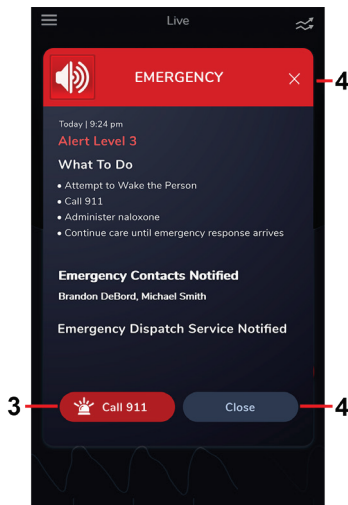 Live
EMERGENCY
4
Today | 9:24 pm
Alert Level 3
What To Do
• Attempt to Wake the Person
• Call 911
• Administer naloxone
• Continue care until emergency response arrives
Emergency Contacts Notified
Brandon DeBord, Michael Smith
Emergency Dispatch Service Notified
3
Call 911
Close
4